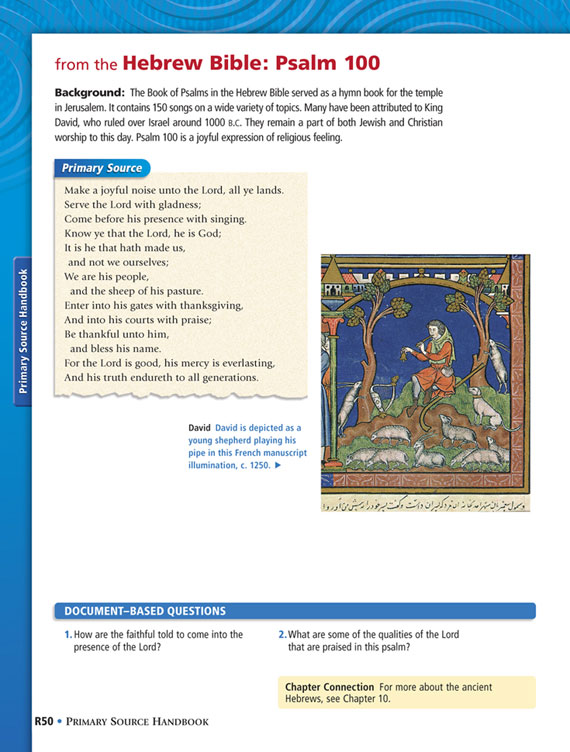 from the Hebrew Bible: Psalm 100
Background: The Book of Psalms in the Hebrew Bible served as a hymn book for the temple
in Jerusalem. It contains 150 songs on a wide variety of topics. Many have been attributed to King
David, who ruled over Israel around 1000 B.C. They remain a part of both Jewish and Christian
worship to this day. Psalm 100 is a joyful expression of religious feeling.
Primary Source
Make a joyful noise unto the Lord, all ye lands.
Serve the Lord with gladness;
Come before his presence with singing.
Know ye that the Lord, he is God;
It is he that hath made us,
and not we ourselves;
We are his people,
and the sheep of his pasture.
Enter into his gates with thanksgiving,
And into his courts with praise;
Be thankful unto him,
and bless his name.
For the Lord is good, his mercy is everlasting,
And his truth endureth to all generations.
Primary Source Handbook
David David is depicted as a
young shepherd playing his
pipe in this French manuscript
illumination, c. 1250. ►
DOCUMENT–BASED QUESTIONS
1. How are the faithful told to come into the
presence of the Lord?
2. What are some of the qualities of the Lord
that are praised in this psalm?
Chapter Connection For more about the ancient
Hebrews, see Chapter 10.
R50 • PRIMARY SOURCE HANDBOOK